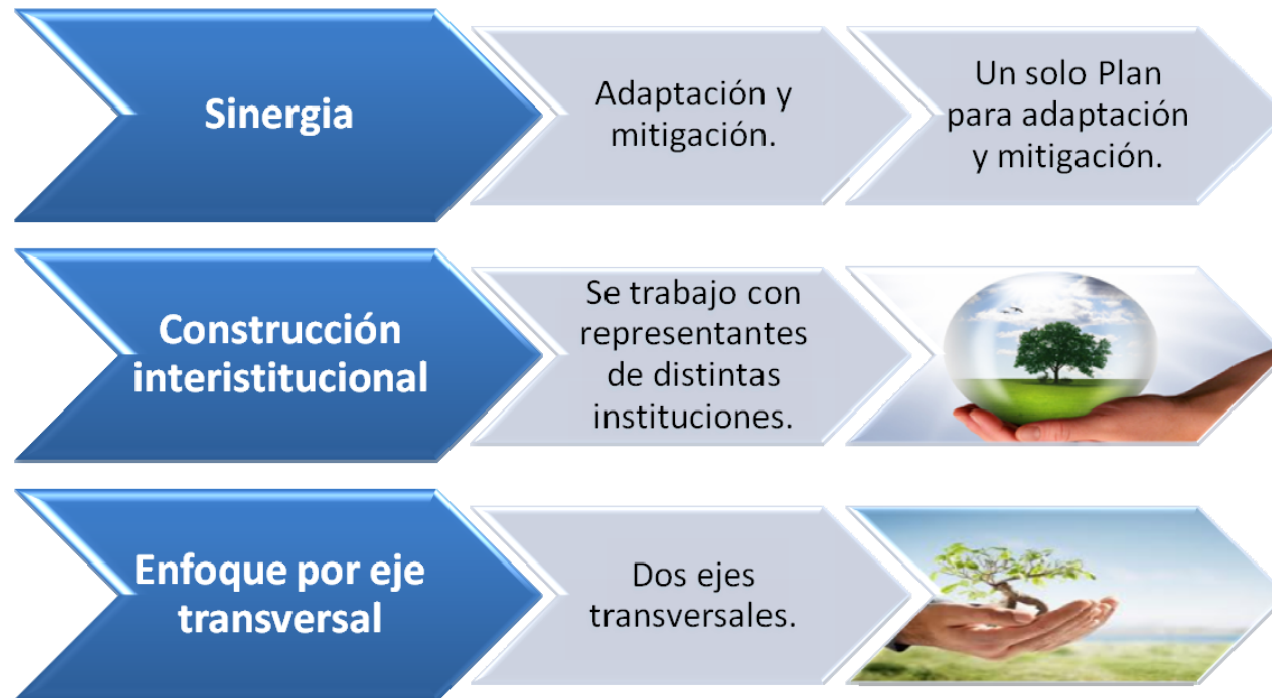 Sinergia
Adaptación y
mitigación.
Un solo Plan
para adaptación
y mitigación.
Construcción
interistitucional
Se trabajo con
representantes
de distintas
instituciones.
Enfoque por eje
transversal
Dos ejes
transversales.